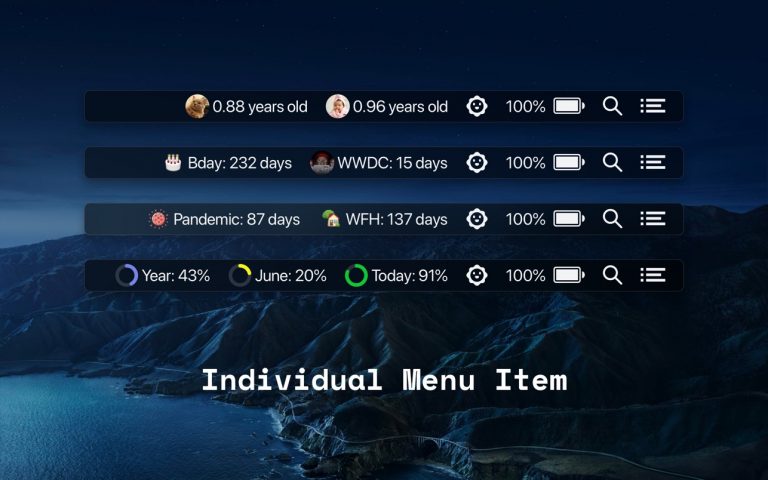 0.88 years old 0.96 years old 100%
Bday: 232 days WWDC: 15 days 100%
Pandemic: 87 days WFH: 137 days 100%
Year: 43% June: 20% Today: 91% 100%
Individual Menu Item